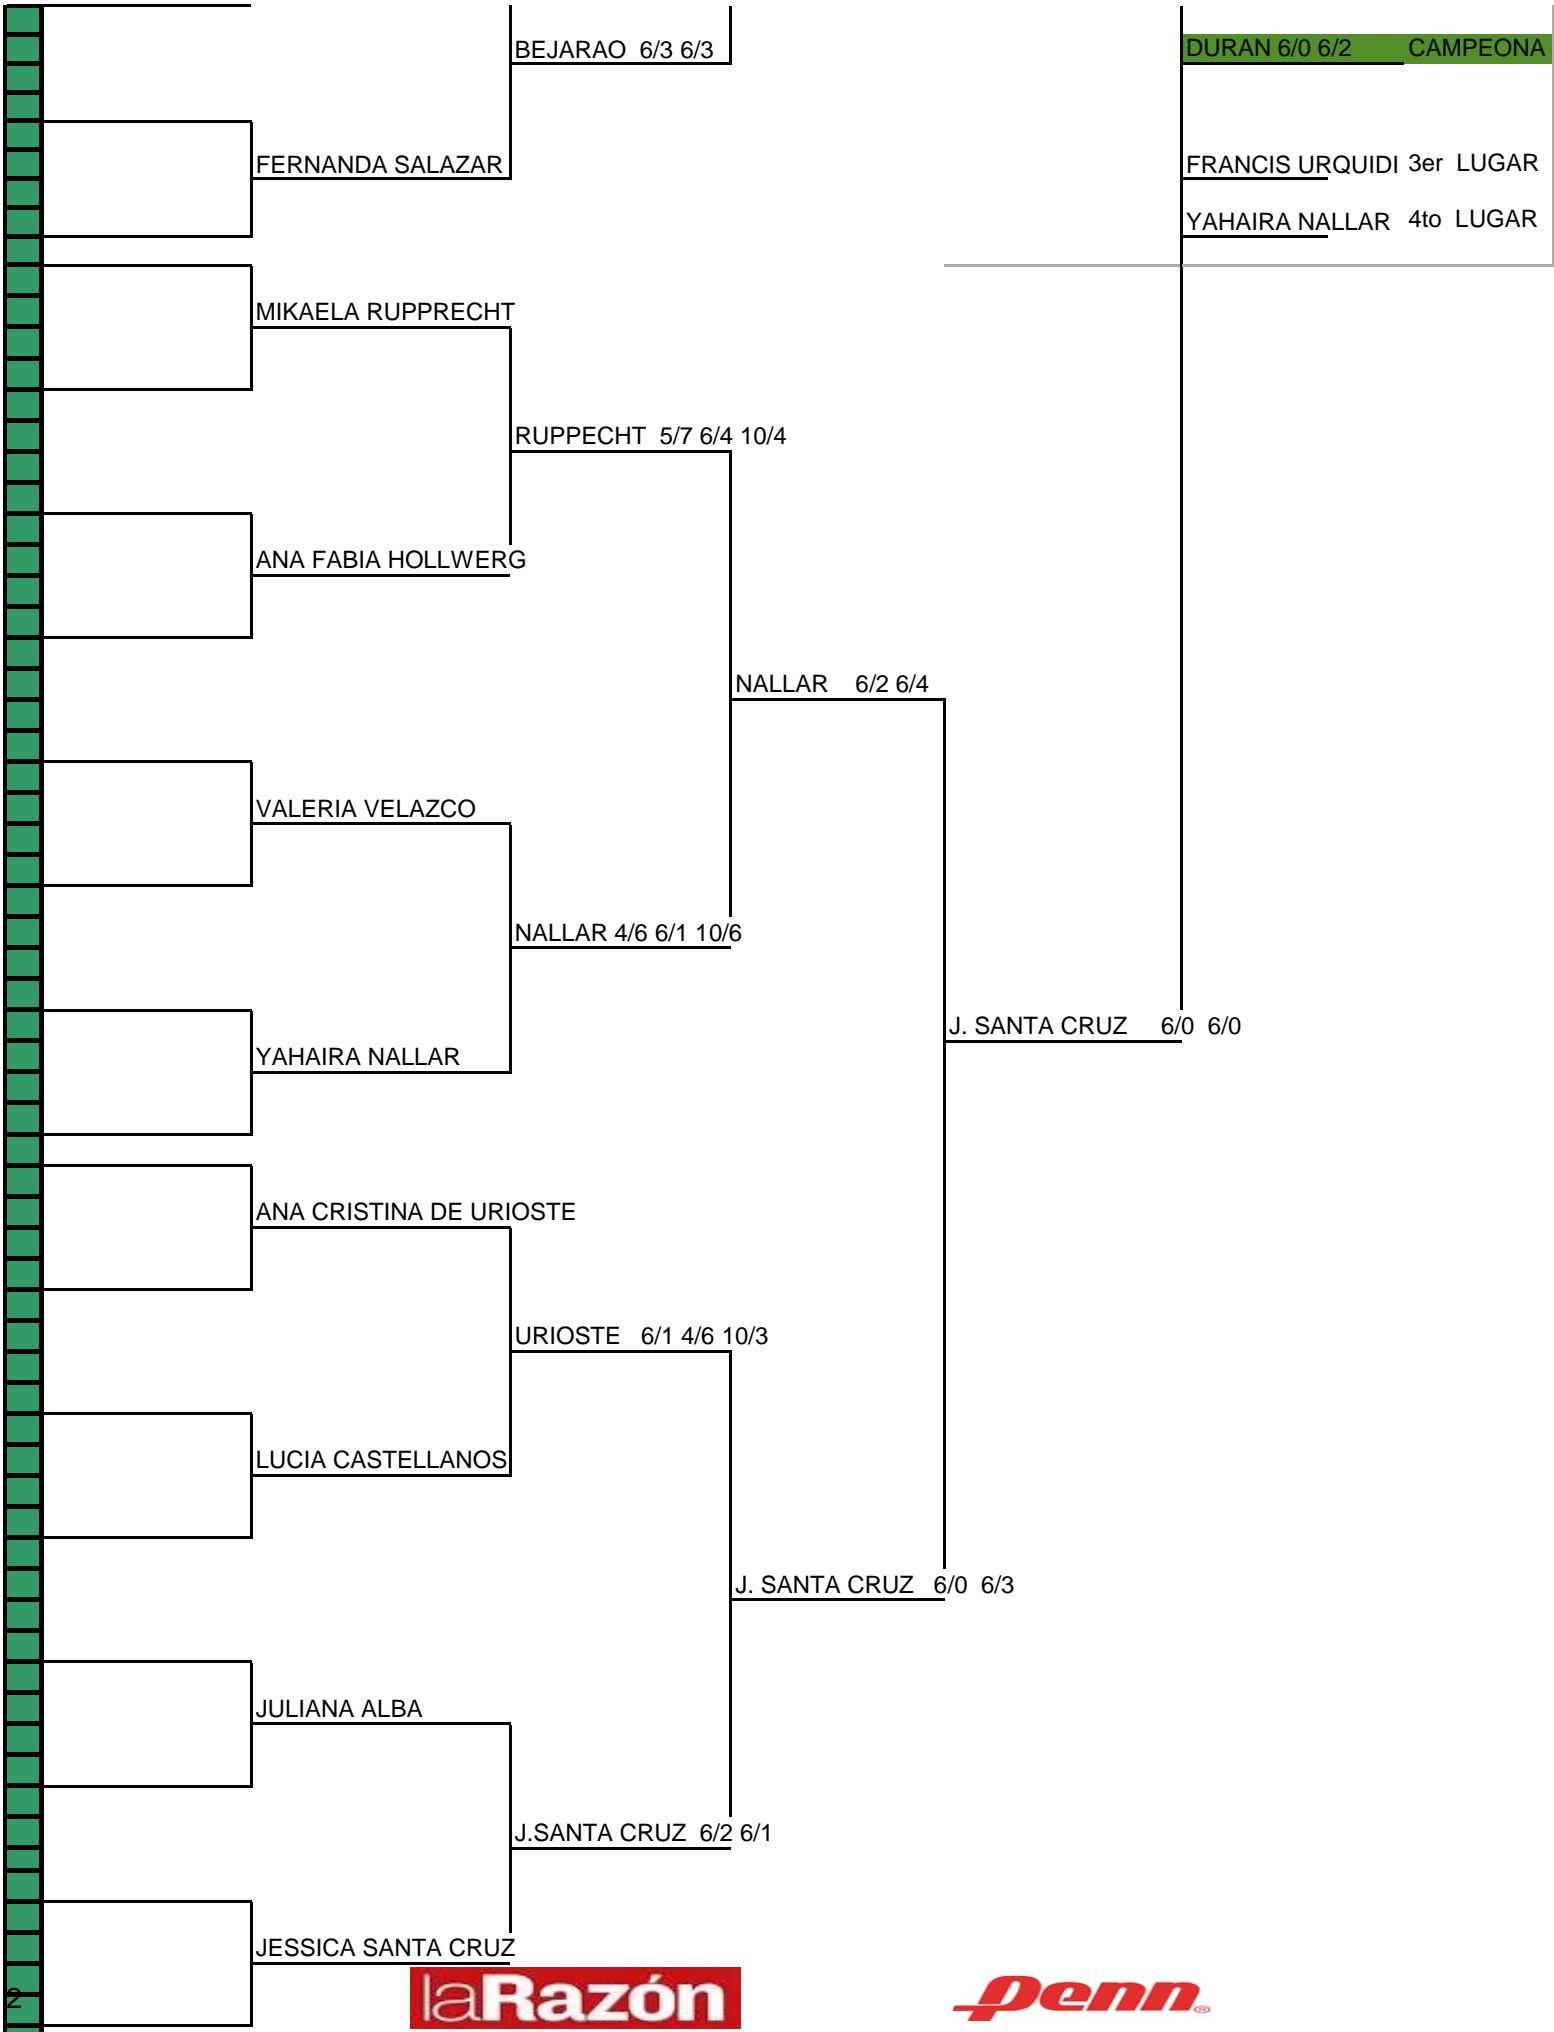 BEJARAO 6/3 6/3
DURAN 6/0 6/2 CAMPEONA
FERNANDA SALAZAR
FRANCIS URQUIDI 3er LUGAR
YAHAIRA NALLAR 4to LUGAR
MIKAELA RUPPRECHT
RUPPECHT 5/7 6/4 10/4
ANA FABIA HOLLWERG
NALLAR 6/2 6/4
VALERIA VELAZCO
NALLAR 4/6 6/1 10/6
J. SANTA CRUZ 6/0 6/0
YAHAIRA NALLAR
ANA CRISTINA DE URIOSTE
URIOSTE 6/1 4/6 10/3
LUCIA CASTELLANOS
J. SANTA CRUZ 6/0 6/3
JULIANA ALBA
J.SANTA CRUZ 6/2 6/1
JESSICA SANTA CRUZ
2
laRazón
Penn®